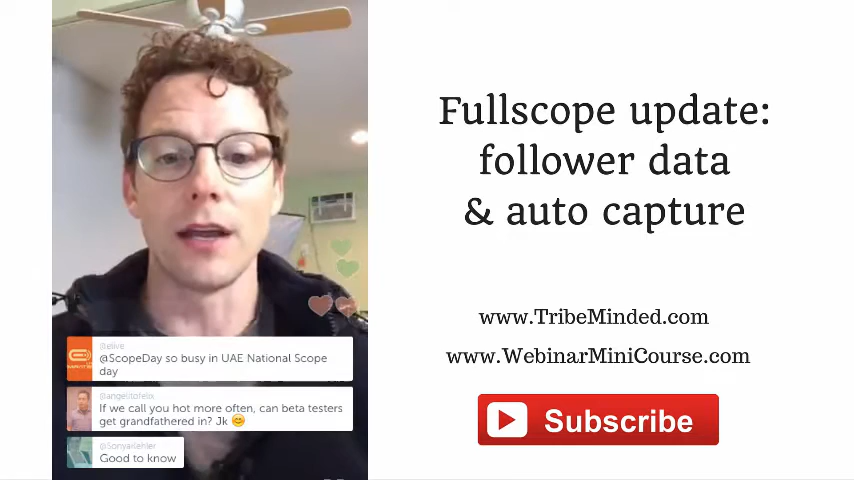 Fullscope update:
follower data
& auto capture
www.TribeMinded.com
www.WebinarMiniCourse.com
Subscribe
@elive
@ScopeDay so busy in UAE National Scope
day
@angelitofelix
If we call you hot more often, can beta testers
get grandfathered in? Jk 😊
Good to know